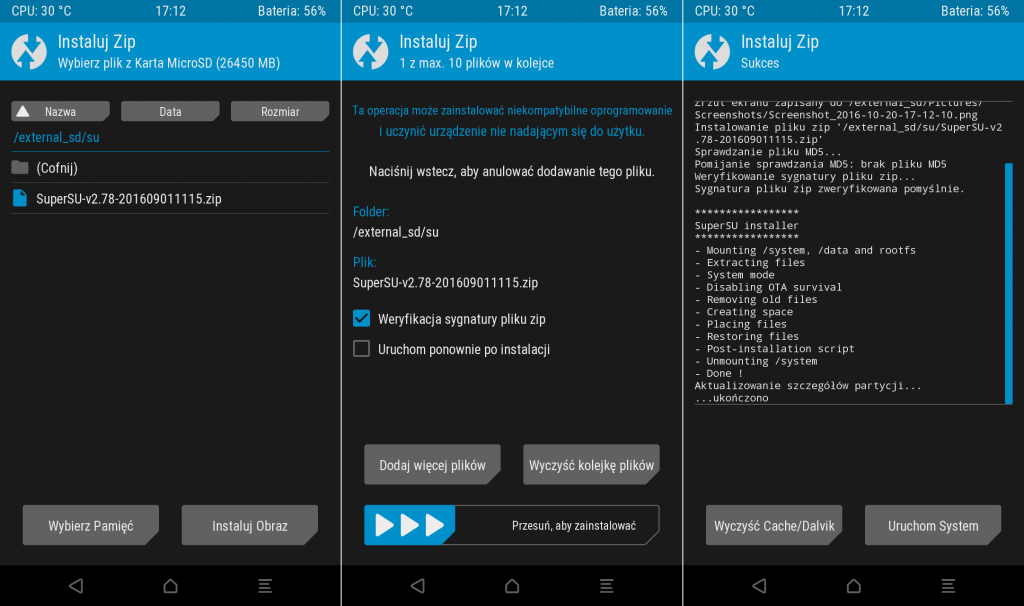 CPU: 30 °C 17:12 Bateria: 56%
Instaluj Zip
Wybierz plik z Karta MicroSD (26450 MB)
Nazwa Data Rozmiar
/external_sd/su
(Cofnij)
SuperSU-v2.78-201609011115.zip
Wybierz Pamięć Instaluj Obraz
CPU: 30 °C 17:12 Bateria: 56%
Instaluj Zip
1 z max. 10 plików w kolejce
Ta operacja może zainstalować niekompatybilne oprogramowanie
i uczynić urządzenie nie nadającym się do użytku.
Naciśnij wstecz, aby anulować dodawanie tego pliku.
Folder:
/external_sd/su
Plik:
SuperSU-v2.78-201609011115.zip
Weryfikacja sygnatury pliku zip
Uruchom ponownie po instalacji
Dodaj więcej plików Wyczyść kolejkę plików
Przesuń, aby zainstalować
CPU: 30 °C 17:12 Bateria: 56%
Instaluj Zip
Sukces
Zrzut ekranu zapisany do /external_sd/Pictures/
Screenshots/Screenshot_2016-10-20-17-12-10.png
Instalowanie pliku zip '/external_sd/su/SuperSU-v2
.78-201609011115.zip'
Sprawdzanie pliku MD5...
Pomijanie sprawdzania MD5: brak pliku MD5
Weryfikowanie sygnatury pliku zip...
Sygnatura pliku zip zweryfikowana pomyślnie.
*****************
SuperSU installer
*****************
- Mounting /system, /data and rootfs
- Extracting files
- System mode
- Disabling OTA survival
- Removing old files
- Creating space
- Placing files
- Restoring files
- Post-installation script
- Unmounting /system
- Done !
Aktualizowanie szczegółów partycji...
...ukończono
Wyczyść Cache/Dalvik Uruchom System